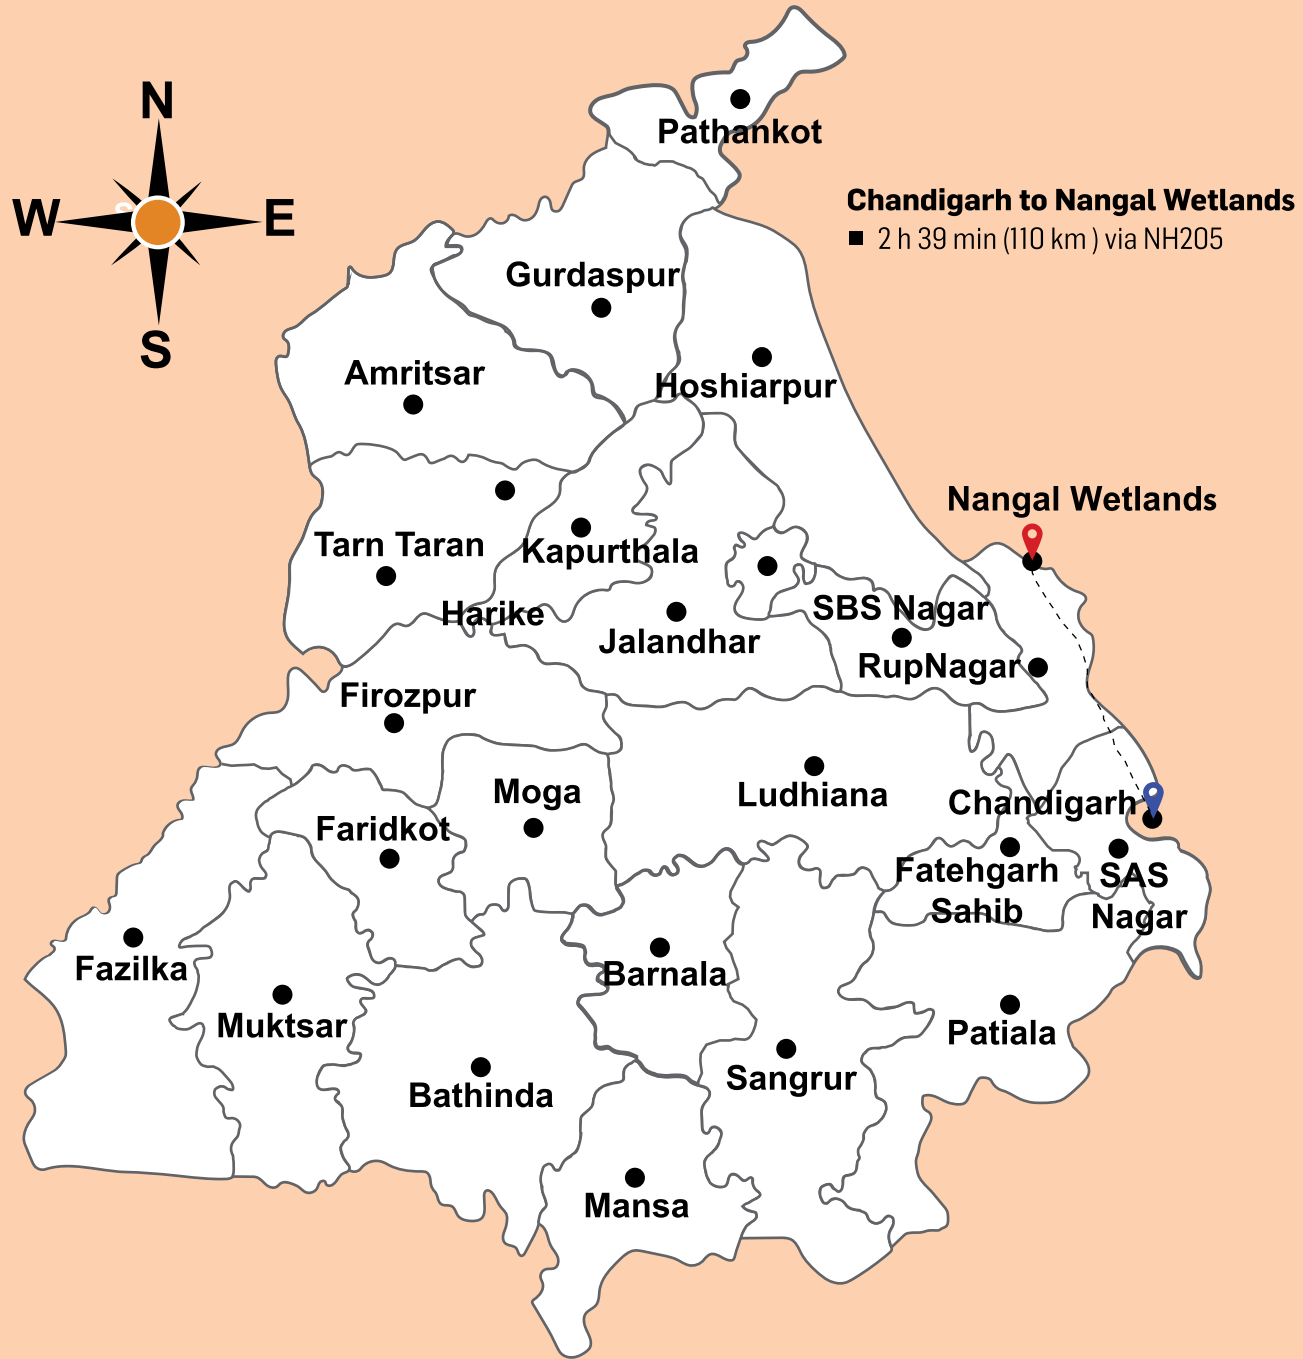 N
W
E
S
S
Pathankot
Chandigarh to Nangal Wetlands
2 h 39 min (110 km ) via NH205
Gurdaspur
Amritsar
Hoshiarpur
Nangal Wetlands
Tarn Taran
Kapurthala
Harike
SBS Nagar
Jalandhar
RupNagar
Firozpur
Moga
Ludhiana
Chandigarh
Faridkot
Fatehgarh
Sahib
SAS
Nagar
Fazilka
Barnala
Muktsar
Patiala
Bathinda
Sangrur
Mansa